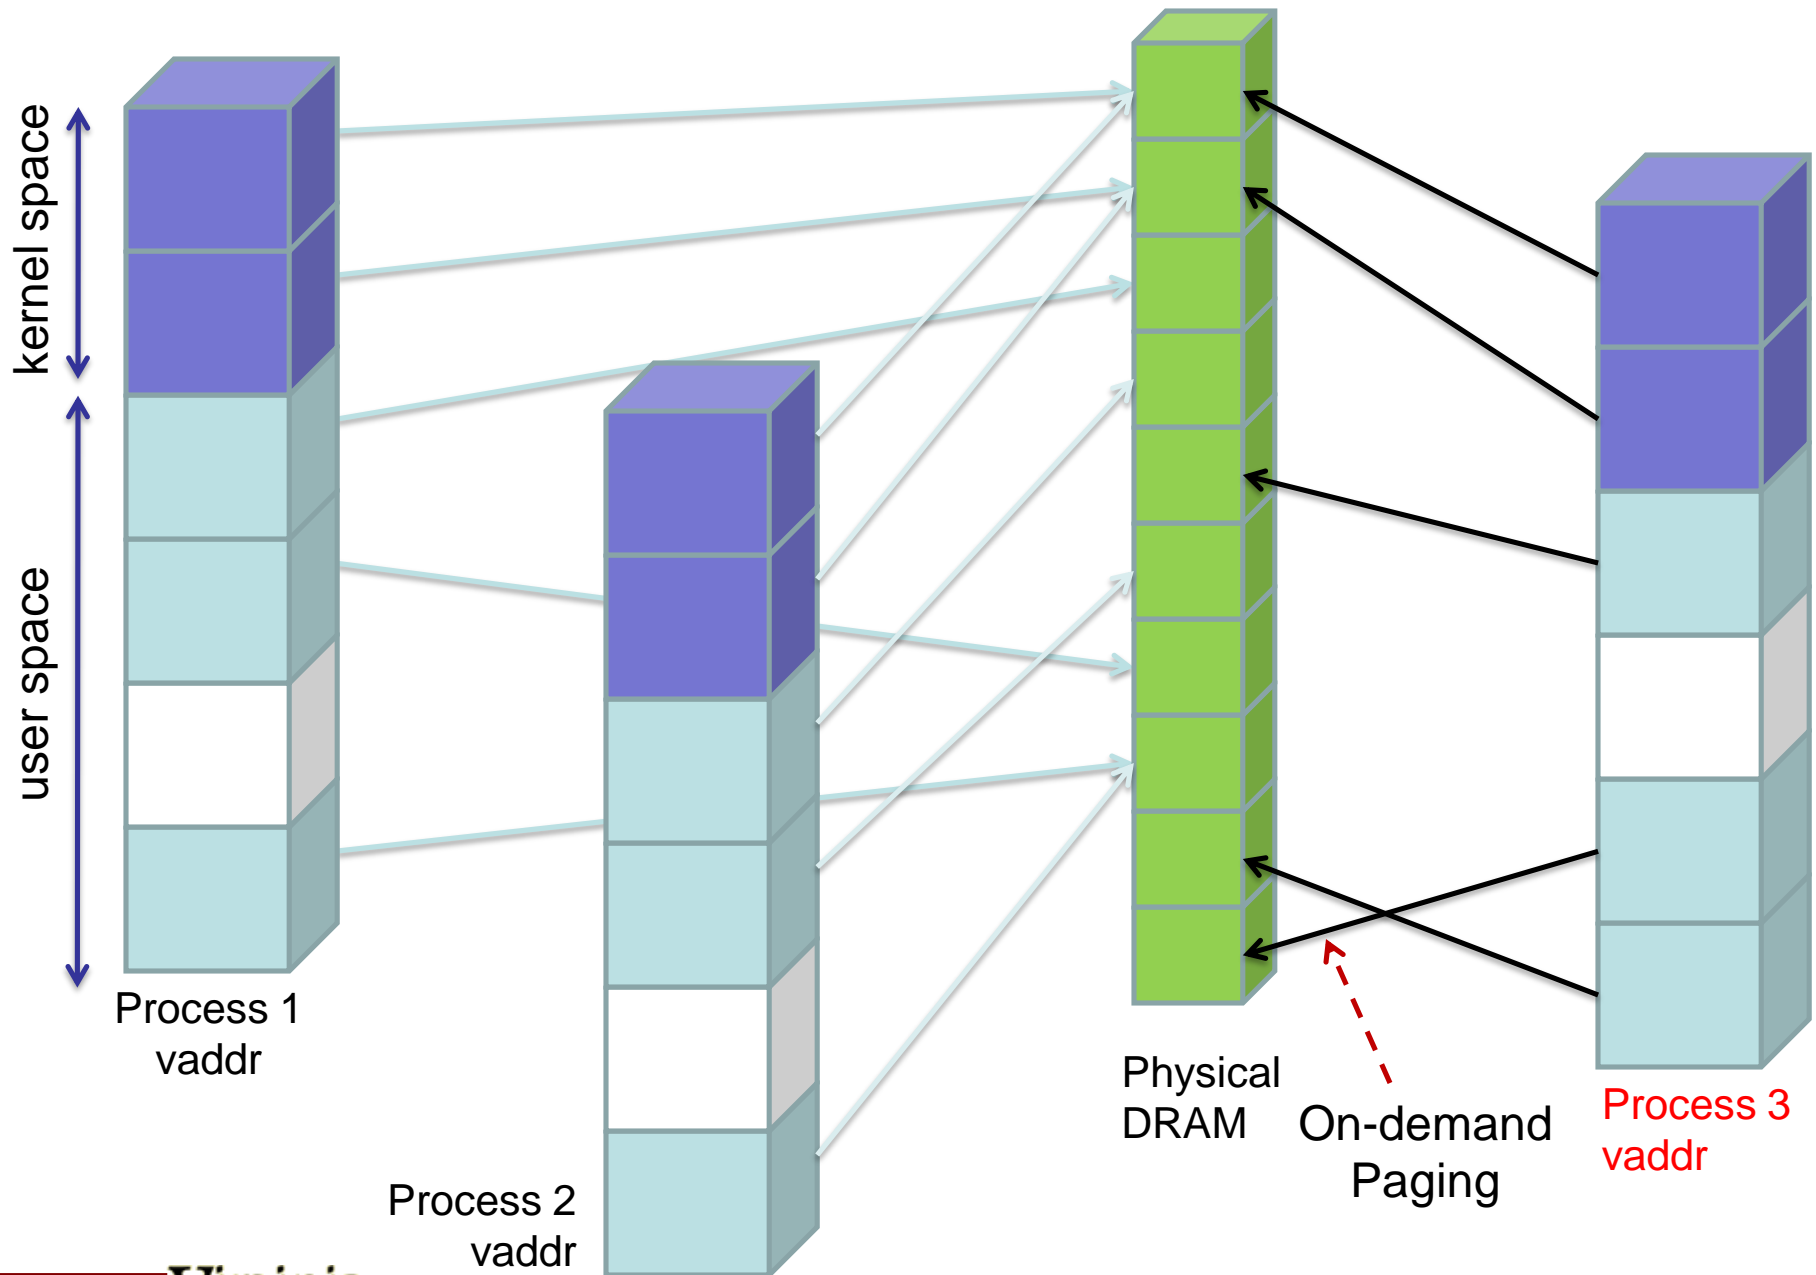 kernel space
user space
Process 1
vaddr
Process 2
vaddr
Physical
DRAM
On-demand
Paging
Process 3
vaddr